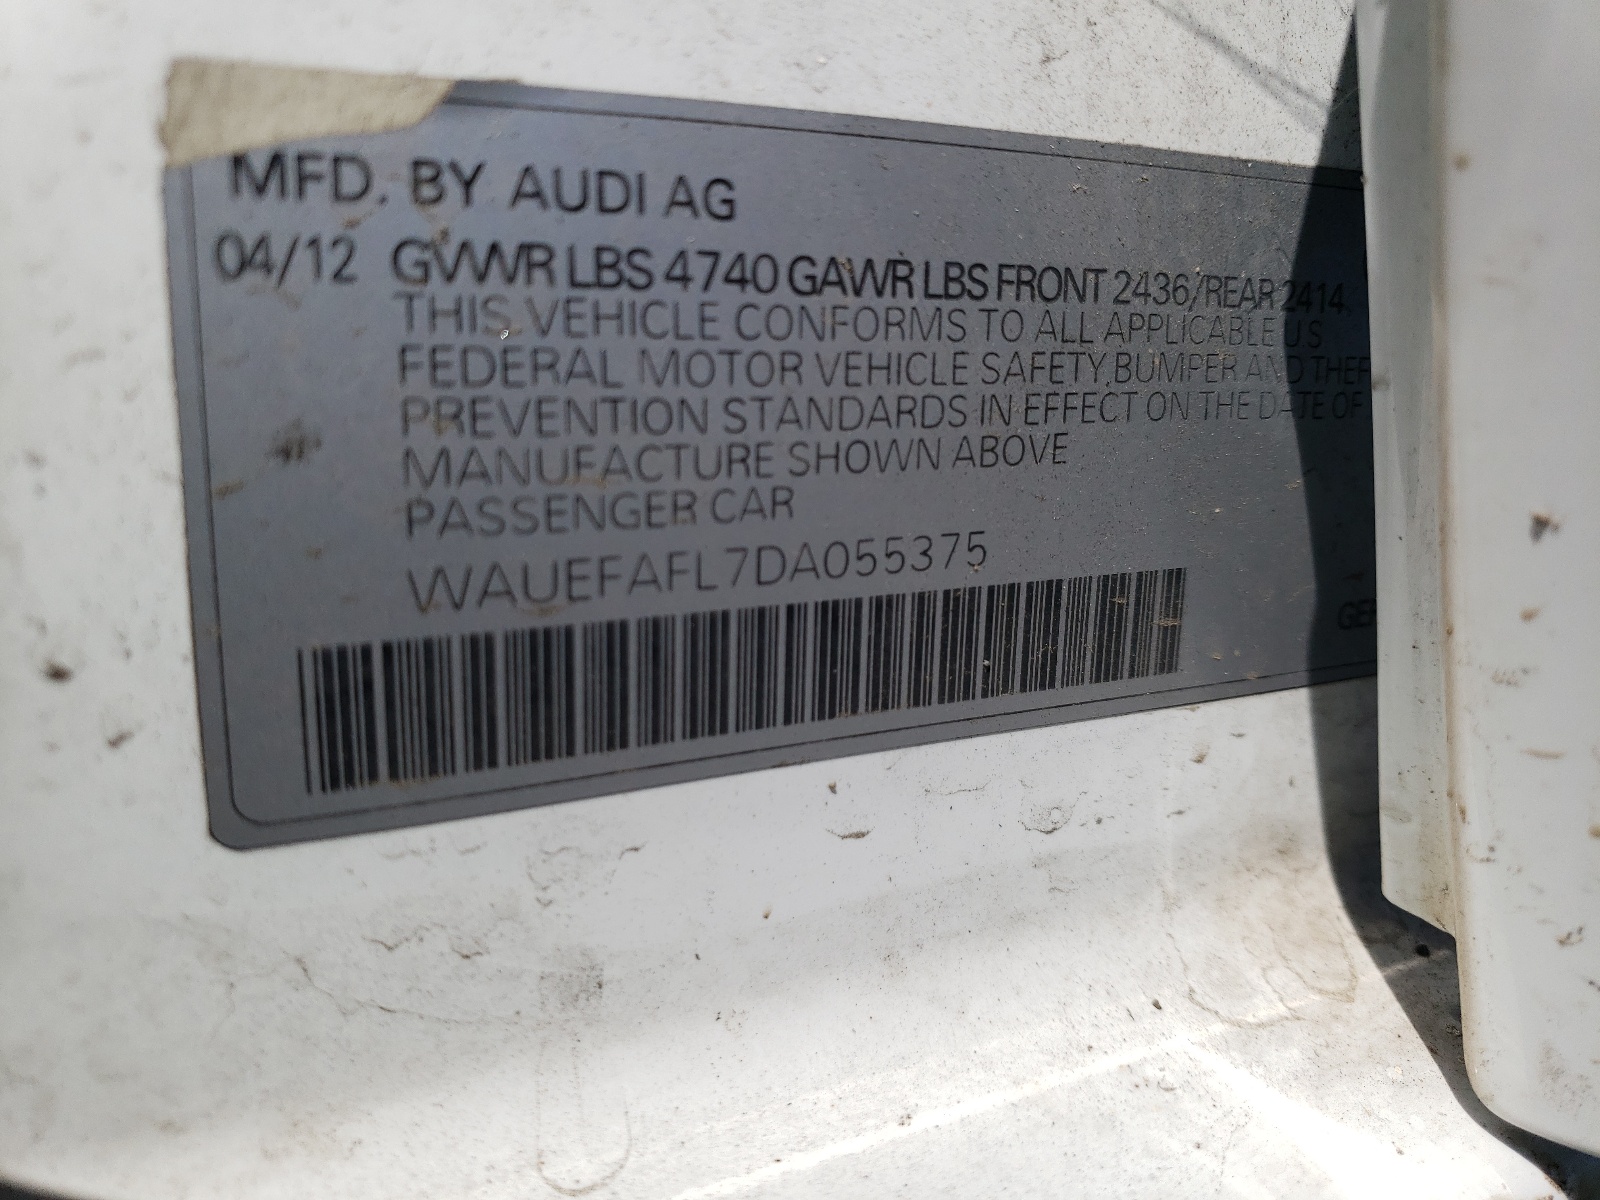 MFD. BY AUDI AG
04/12 GVWR LBS 4740 GAWR LBS FRONT 2436/REAR 2414
THIS VEHICLE CONFORMS TO ALL APPLICABLE U.S
FEDERAL MOTOR VEHICLE SAFETY, BUMPER AND THEF
PREVENTION STANDARDS IN EFFECT ON THE DATE OF
MANUFACTURE SHOWN ABOVE
PASSENGER CAR
WAUEFAFL7DA055375
GER